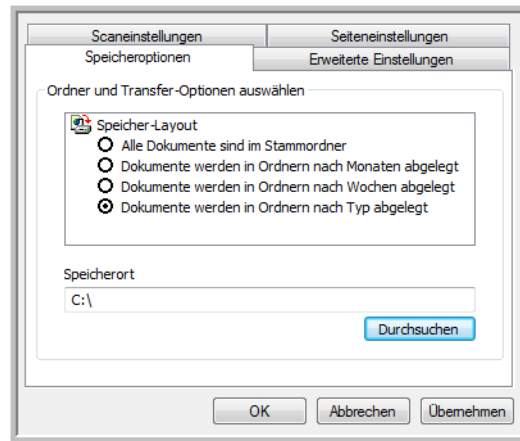 Scaneinstellungen
Seiteneinstellungen
Speicheroptionen
Erweiterte Einstellungen
Ordner und Transfer-Optionen auswählen
Speicher-Layout
Alle Dokumente sind im Stammordner
Dokumente werden in Ordnern nach Monaten abgelegt
Dokumente werden in Ordnern nach Wochen abgelegt
Dokumente werden in Ordnern nach Typ abgelegt
Speicherort
C:\
Durchsuchen
OK
Abbrechen
Übernehmen